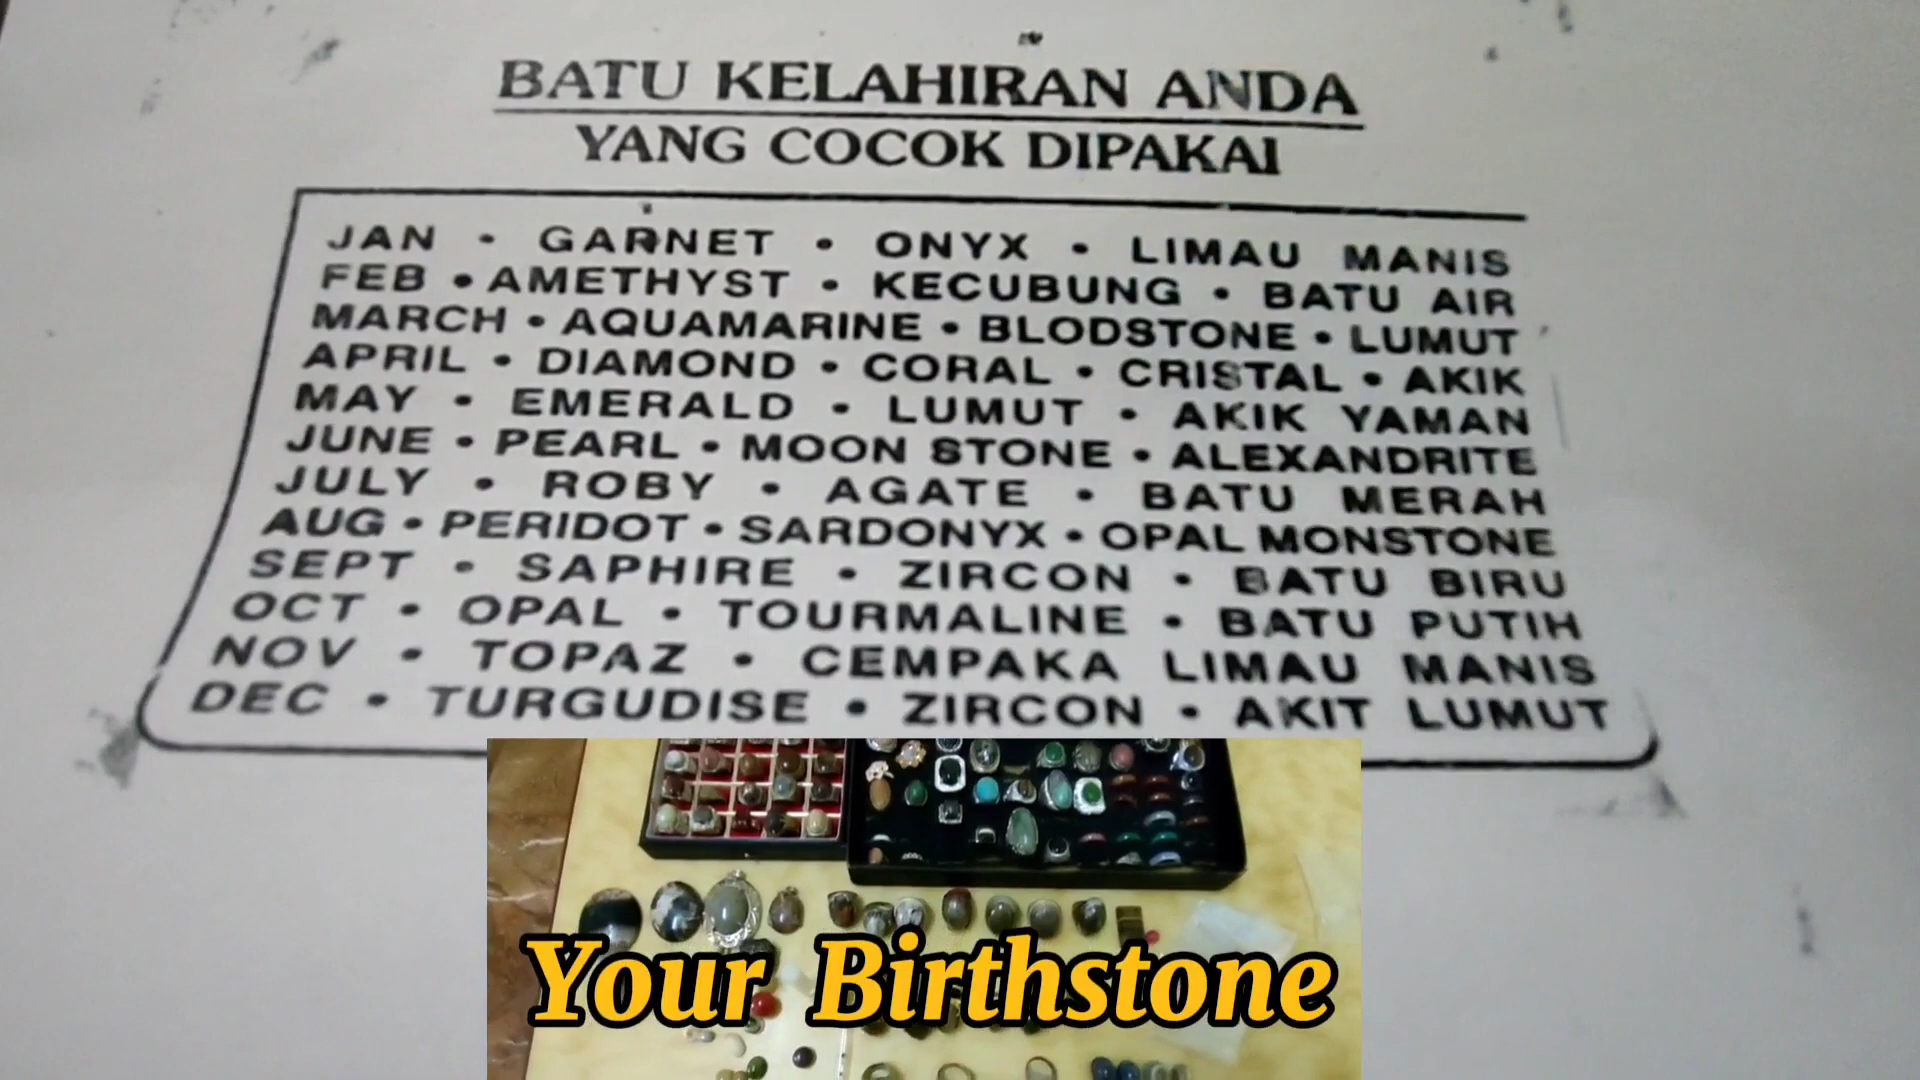 BATU KELAHIRAN ANDA
YANG COCOK DIPAKAI
JAN • GARNET • ONYX • LIMAU MANIS
FEB • AMETHYST • KECUBUNG • BATU AIR
MARCH • AQUAMARINE • BLODSTONE • LUMUT
APRIL • DIAMOND • CORAL • CRISTAL • AKIK
MAY • EMERALD • LUMUT • AKIK YAMAN
JUNE • PEARL • MOON STONE • ALEXANDRITE
JULY • ROBY • AGATE • BATU MERAH
AUG • PERIDOT • SARDONYX • OPAL MONSTONE
SEPT • SAPHIRE • ZIRCON • BATU BIRU
OCT • OPAL • TOURMALINE • BATU PUTIH
NOV • TOPAZ • CEMPAKA LIMAU MANIS
DEC • TURGUDISE • ZIRCON • AKIT LUMUT
Your Birthstone